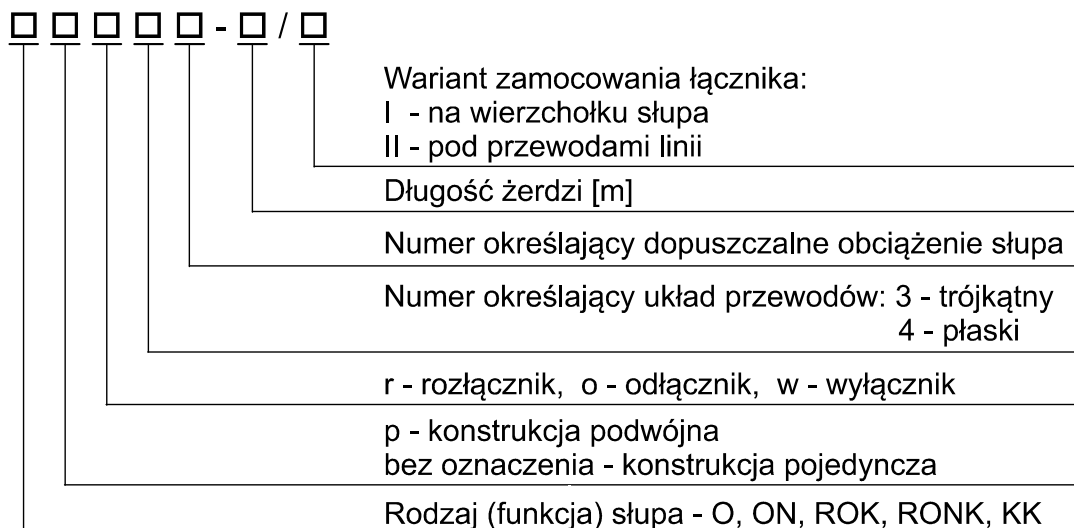 □ □ □ □ □ - □ / □
Wariant zamocowania łącznika:
I - na wierzchołku słupa
II - pod przewodami linii
Długość żerdzi [m]
Numer określający dopuszczalne obciążenie słupa
Numer określający układ przewodów: 3 - trójkątny
4 - płaski
r - rozłącznik, o - odłącznik, w - wyłącznik
p - konstrukcja podwójna
bez oznaczenia - konstrukcja pojedyncza
Rodzaj (funkcja) słupa - O, ON, ROK, RONK, KK